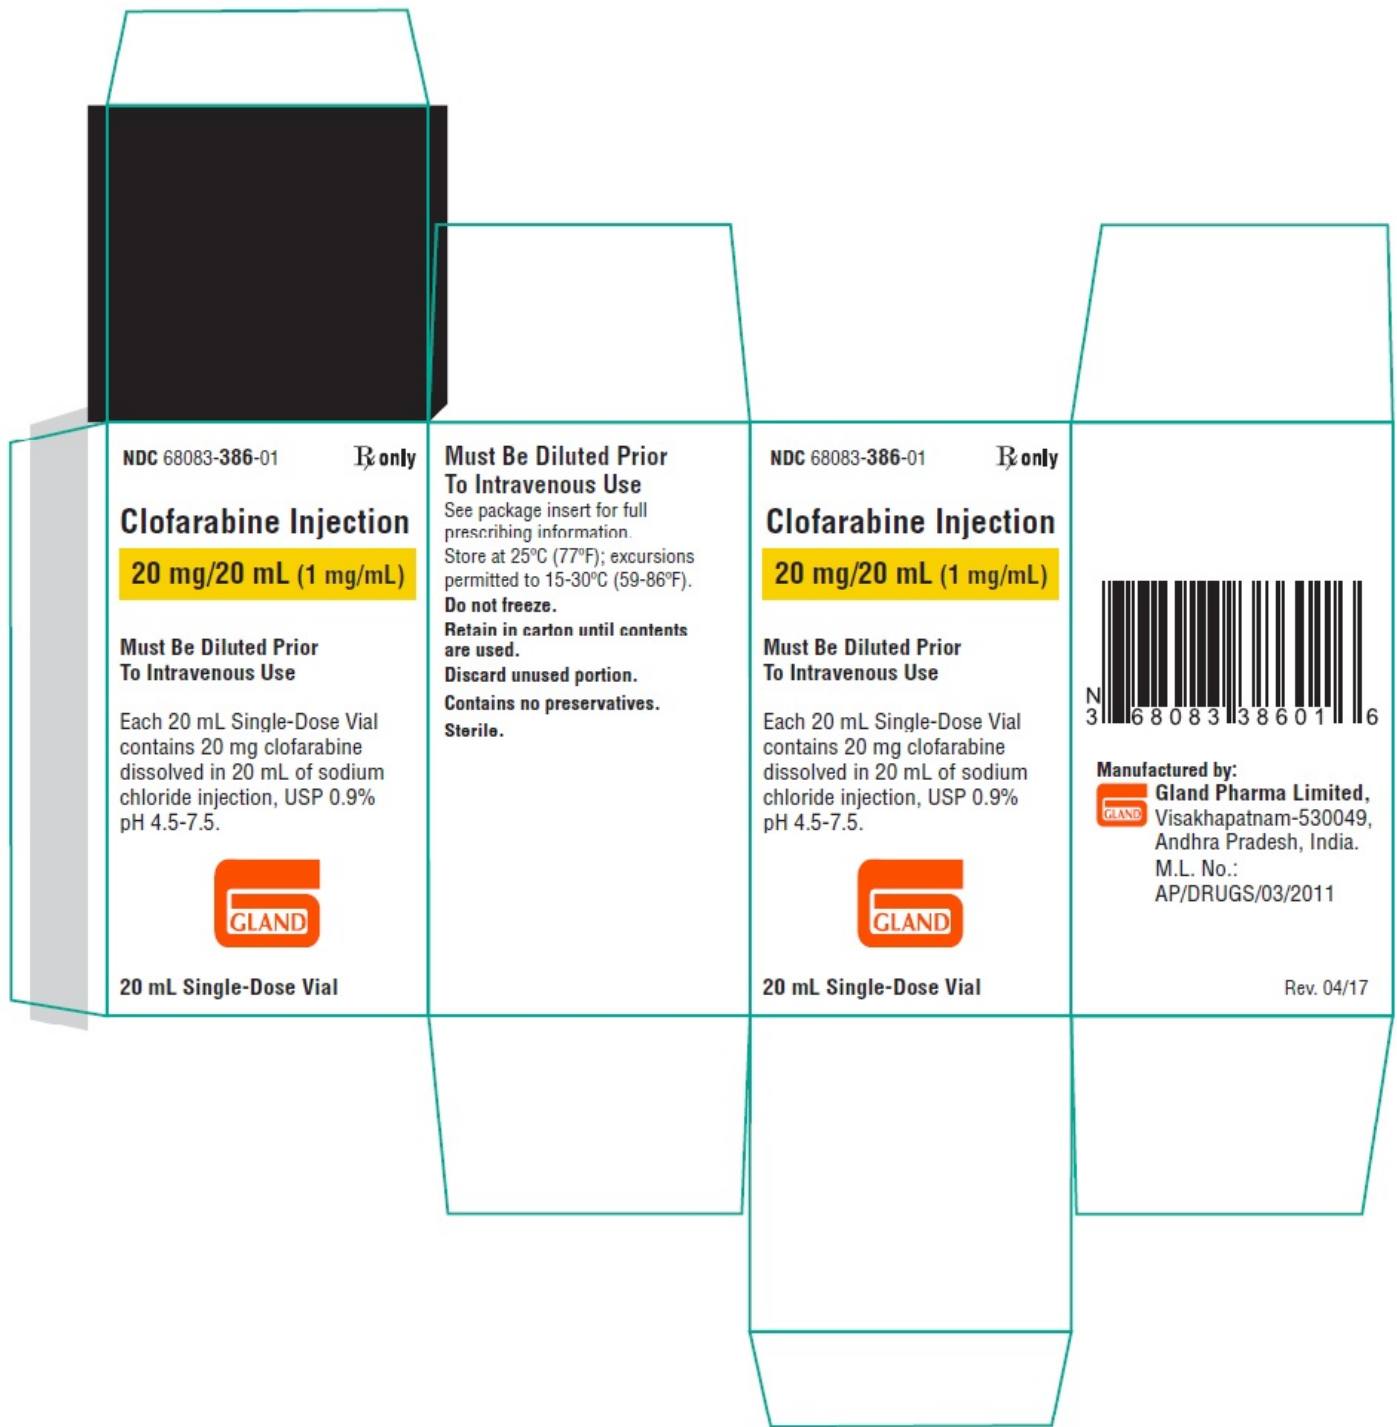 NDC 68083-386-01 Rx only
Clofarabine Injection
20 mg/20 mL (1 mg/mL)
Must Be Diluted Prior
To Intravenous Use
Each 20 mL Single-Dose Vial
contains 20 mg clofarabine
dissolved in 20 mL of sodium
chloride injection, USP 0.9%
pH 4.5-7.5.
GLAND
20 mL Single-Dose Vial
Must Be Diluted Prior
To Intravenous Use
See package insert for full
prescribing information.
Store at 25ºC (77ºF); excursions
permitted to 15-30ºC (59-86ºF).
Do not freeze.
Retain in carton until contents
are used.
Discard unused portion.
Contains no preservatives.
Sterile.
NDC 68083-386-01 Rx only
Clofarabine Injection
20 mg/20 mL (1 mg/mL)
Must Be Diluted Prior
To Intravenous Use
Each 20 mL Single-Dose Vial
contains 20 mg clofarabine
dissolved in 20 mL of sodium
chloride injection, USP 0.9%
pH 4.5-7.5.
GLAND
20 mL Single-Dose Vial
N
3 68083 38601 6
Manufactured by:
GLAND Gland Pharma Limited,
Visakhapatnam-530049,
Andhra Pradesh, India.
M.L. No.:
AP/DRUGS/03/2011
Rev. 04/17